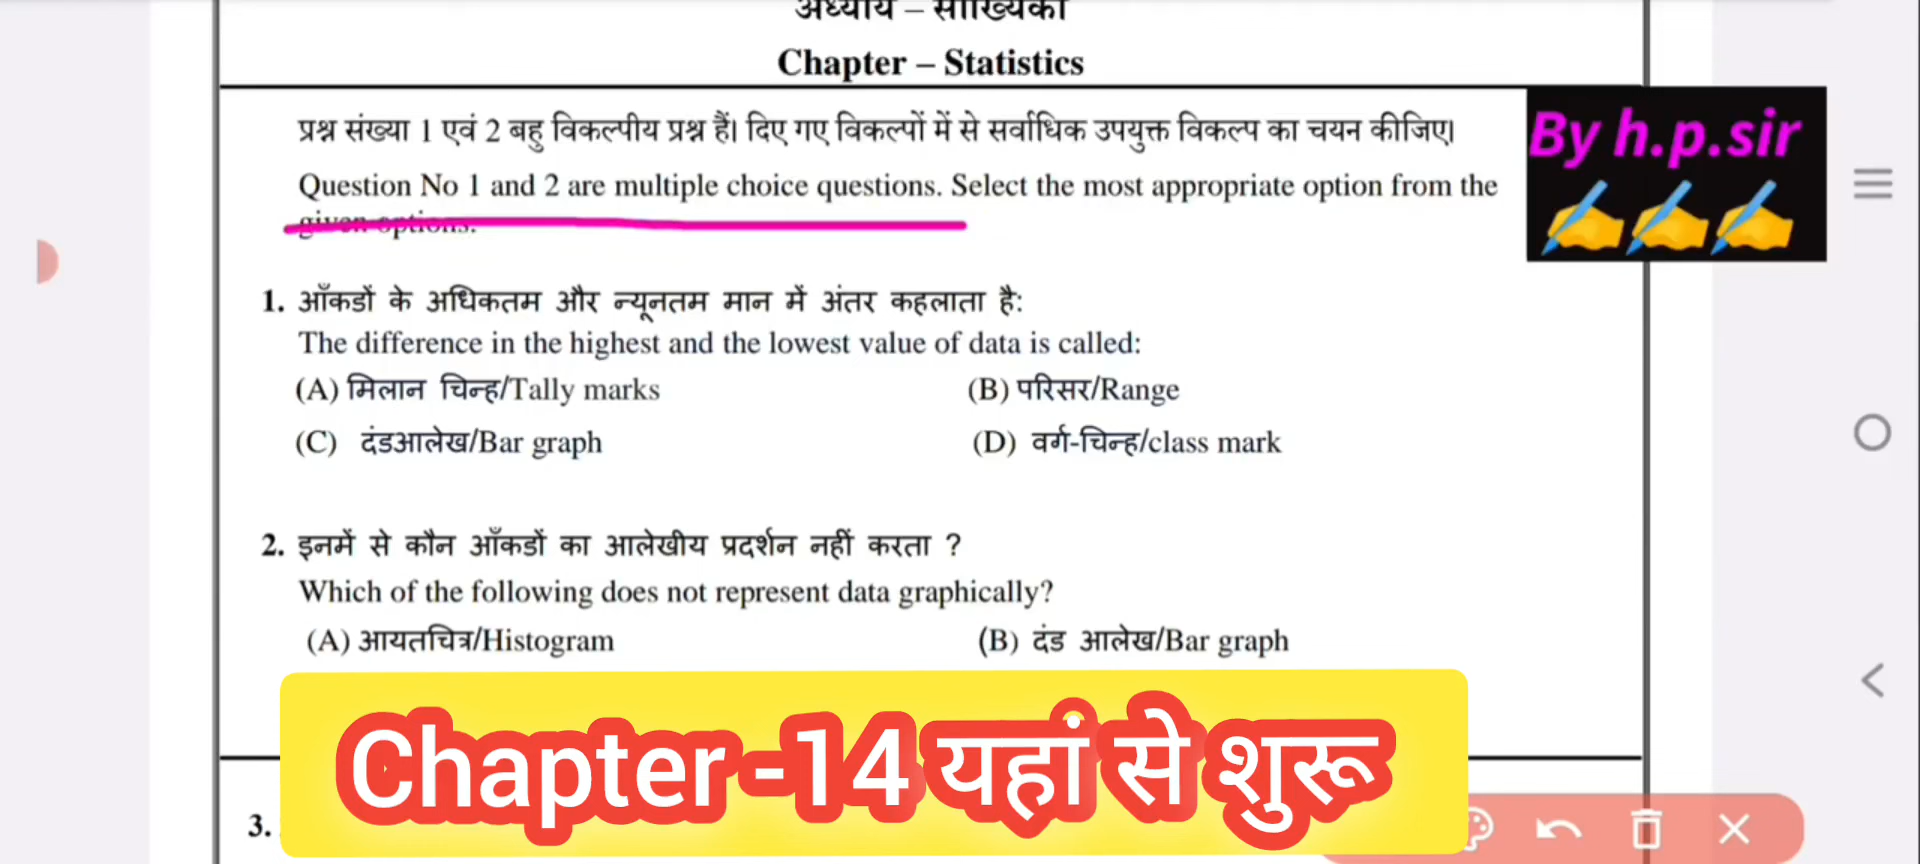 अध्याय – सांख्यिकी
Chapter – Statistics
प्रश्न संख्या 1 एवं 2 बहु विकल्पीय प्रश्न हैं। दिए गए विकल्पों में से सर्वाधिक उपयुक्त विकल्प का चयन कीजिए।
Question No 1 and 2 are multiple choice questions. Select the most appropriate option from the
given options.
By h.p.sir
1. आँकडों के अधिकतम और न्यूनतम मान में अंतर कहलाता है:
The difference in the highest and the lowest value of data is called:
(A) मिलान चिन्ह/Tally marks (B) परिसर/Range
(C) दंडआलेख/Bar graph (D) वर्ग-चिन्ह/class mark
2. इनमें से कौन आँकडों का आलेखीय प्रदर्शन नहीं करता ?
Which of the following does not represent data graphically?
(A) आयतचित्र/Histogram (B) दंड आलेख/Bar graph
Chapter -14 यहां से शुरू
3.